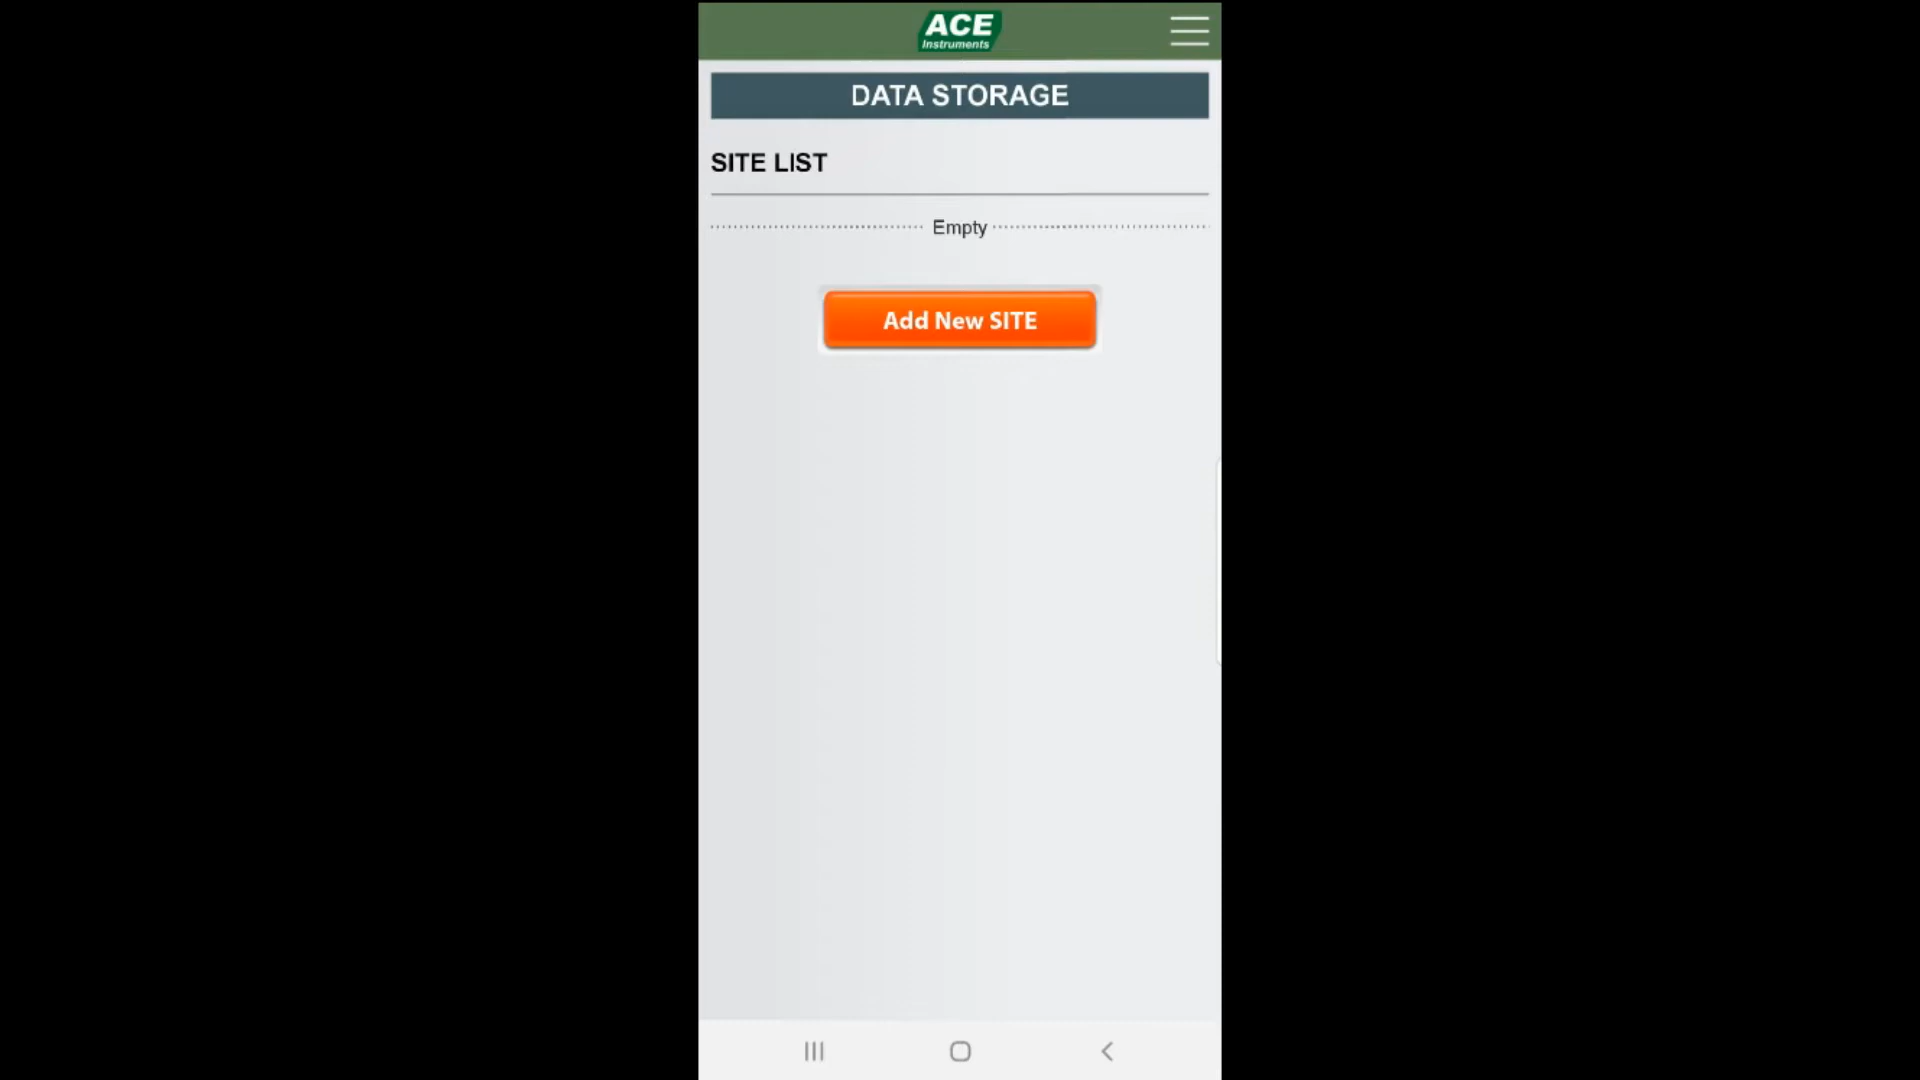 ACE
Instruments
DATA STORAGE
SITE LIST
Empty
Add New SITE